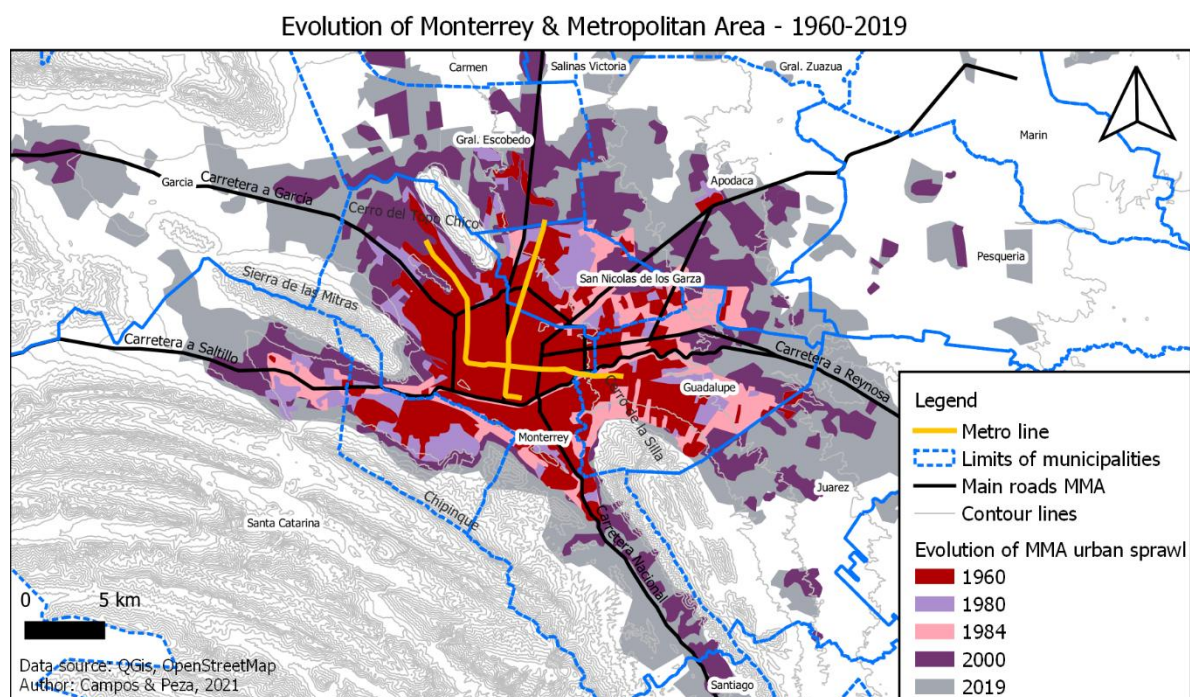 Evolution of Monterrey & Metropolitan Area - 1960-2019
Carmen
Salinas Victoria
Gral. Zuazua
Gral. Escobedo
Marin
Garcia
Carretera a García
Cerro del Topo Chico
Apodaca
Pesqueria
Sierra de las Mitras
San Nicolas de los Garza
Carretera a Saltillo
Carretera a Reynosa
Guadalupe
Cerro de la Silla
Monterrey
Juarez
Chipinque
Santa Catarina
Carretera Nacional
Santiago
0 5 km
Data source: QGis, OpenStreetMap
Author: Campos & Peza, 2021
Legend
Metro line
Limits of municipalities
Main roads MMA
Contour lines
Evolution of MMA urban sprawl
1960
1980
1984
2000
2019